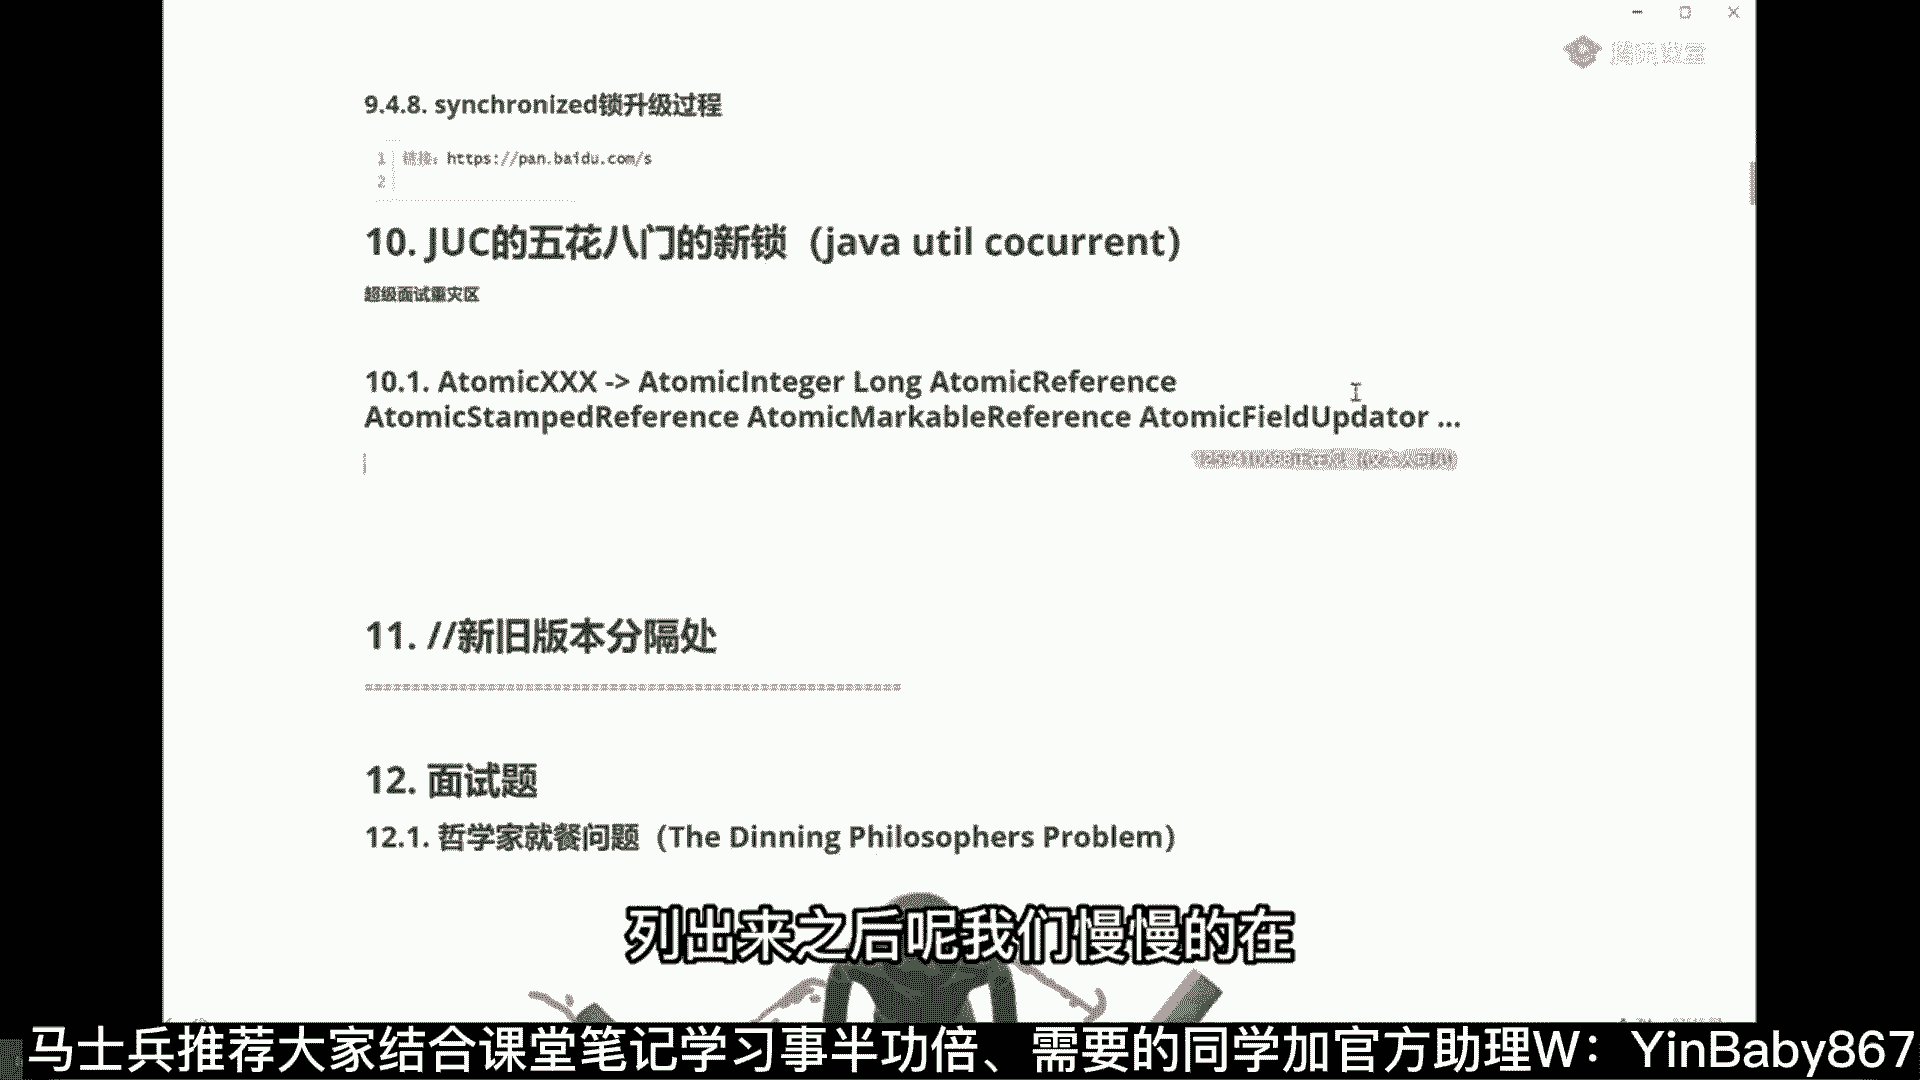 9.4.8. synchronized锁升级过程
1 链接：https://pan.baidu.com/s
2
10. JUC的五花八门的新锁（java util cocurrent）
超级面试重灾区
10.1. AtomicXXX -> AtomicInteger Long AtomicReference
AtomicStampedReference AtomicMarkableReference AtomicFieldUpdator ...
11. //新旧版本分隔处
12. 面试题
12.1. 哲学家就餐问题（The Dinning Philosophers Problem）
列出来之后呢我们慢慢的在
马士兵推荐大家结合课堂笔记学习事半功倍、需要的同学加官方助理W：YinBaby867